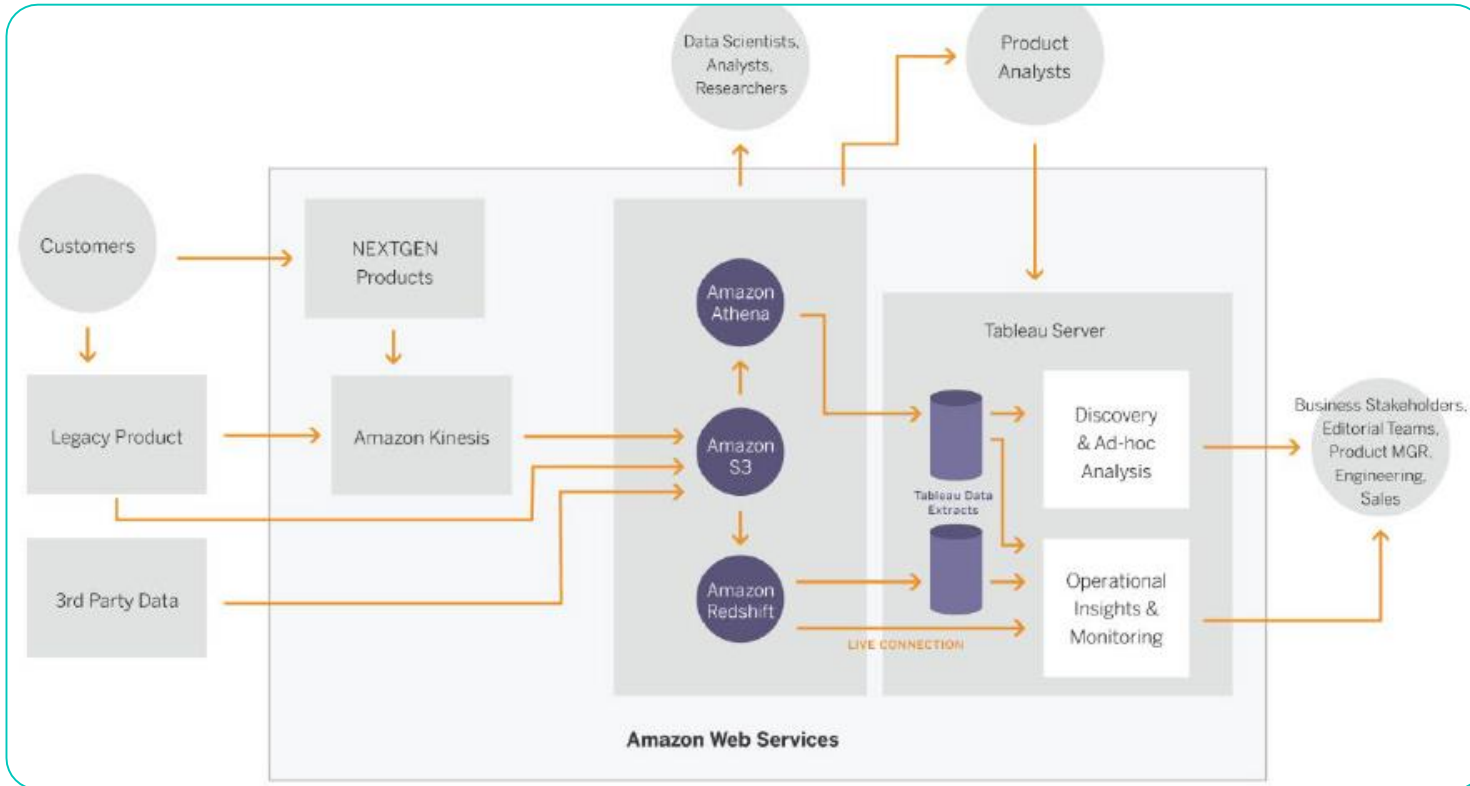 Data Scientists,
Analysts,
Researchers
Product
Analysts
Customers
NEXTGEN
Products
Amazon
Athena
Tableau Server
Legacy Product
Amazon Kinesis
Amazon
S3
Discovery
& Ad-hoc
Analysis
Business Stakeholders,
Editorial Teams,
Product MGR,
Engineering,
Sales
Tableau Data
Extracts
3rd Party Data
Amazon
Redshift
Operational
Insights &
Monitoring
LIVE CONNECTION
Amazon Web Services